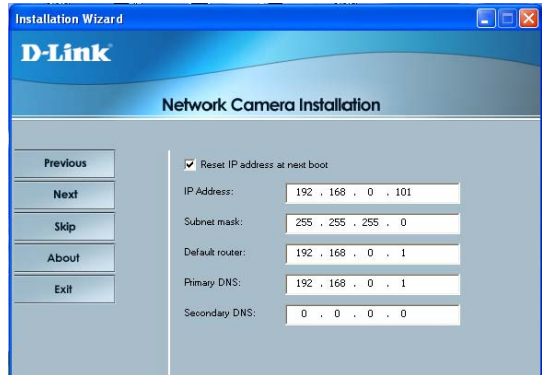 Installation Wizard
D-Link
Network Camera Installation
Previous
Next
Skip
About
Exit
Reset IP address at next boot
IP Address: 192 . 168 . 0 . 101
Subnet mask: 255 . 255 . 255 . 0
Default router: 192 . 168 . 0 . 1
Primary DNS: 192 . 168 . 0 . 1
Secondary DNS: 0 . 0 . 0 . 0